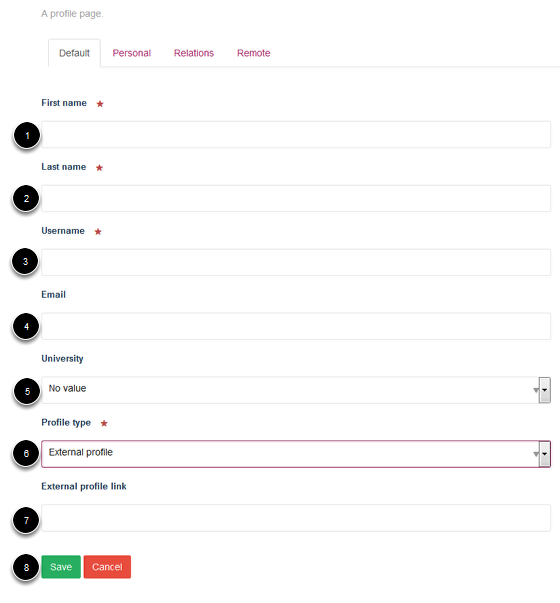 A profile page.
Default Personal Relations Remote
First name ★
1
Last name ★
2
Username ★
3
Email
4
University
5 No value
Profile type ★
6 External profile
External profile link
7
8 Save Cancel